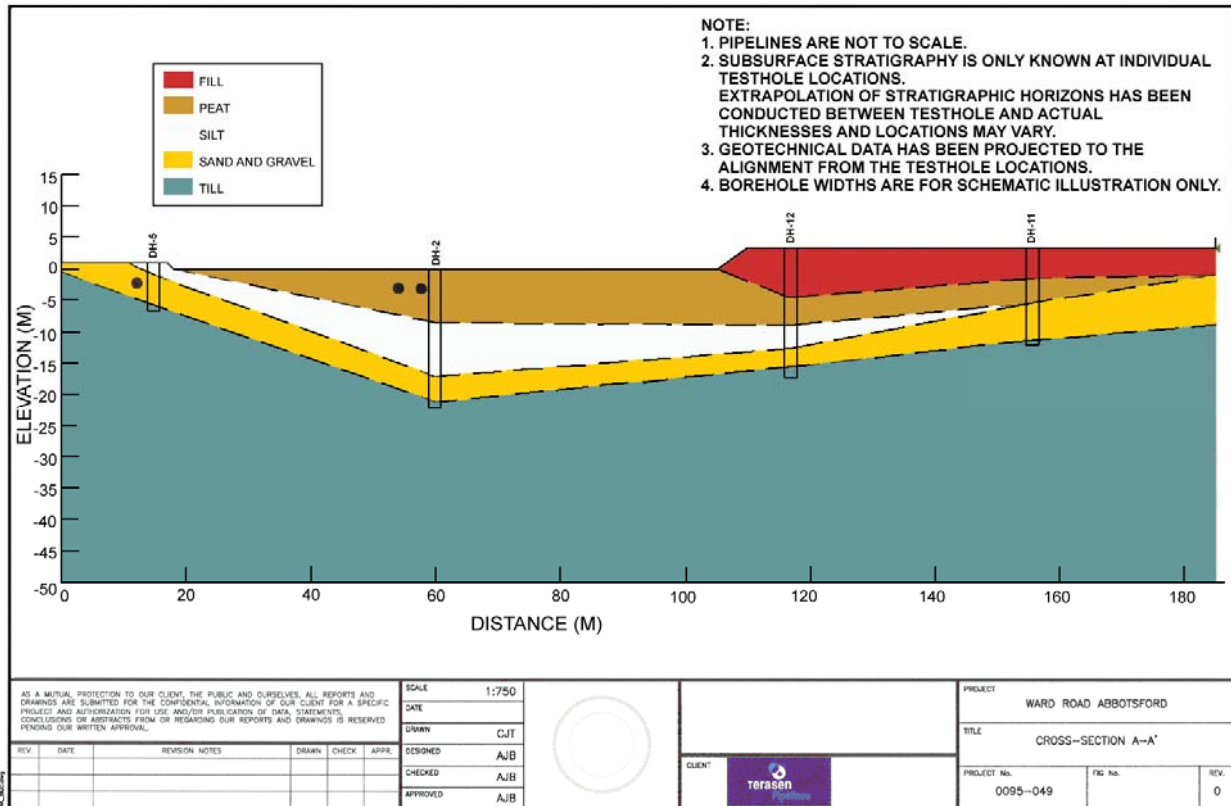 NOTE:
1. PIPELINES ARE NOT TO SCALE.
2. SUBSURFACE STRATIGRAPHY IS ONLY KNOWN AT INDIVIDUAL
TESTHOLE LOCATIONS.
EXTRAPOLATION OF STRATIGRAPHIC HORIZONS HAS BEEN
CONDUCTED BETWEEN TESTHOLE AND ACTUAL
THICKNESSES AND LOCATIONS MAY VARY.
3. GEOTECHNICAL DATA HAS BEEN PROJECTED TO THE
ALIGNMENT FROM THE TESTHOLE LOCATIONS.
4. BOREHOLE WIDTHS ARE FOR SCHEMATIC ILLUSTRATION ONLY.
FILL
PEAT
SILT
SAND AND GRAVEL
TILL
DH-5
DH-2
DH-12
DH-11
ELEVATION (M)
15
10
5
0
-5
-10
-15
-20
-25
-30
-35
-40
-45
-50
0 20 40 60 80 100 120 140 160 180
DISTANCE (M)
AS A MUTUAL PROTECTION TO OUR CLIENT, THE PUBLIC AND OURSELVES, ALL REPORTS AND
DRAWINGS ARE SUBMITTED FOR THE CONFIDENTIAL INFORMATION OF OUR CLIENT FOR A SPECIFIC
PROJECT AND AUTHORIZATION FOR USE AND/OR PUBLICATION OF DATA, STATEMENTS,
CONCLUSIONS OR ABSTRACTS FROM OR REGARDING OUR REPORTS AND DRAWINGS IS RESERVED
PENDING OUR WRITTEN APPROVAL.
REV. DATE REVISION NOTES DRAWN CHECK APPR.
SCALE 1:750
DATE
DRAWN CJT
DESIGNED AJB
CHECKED AJB
APPROVED AJB
CLIENT
Terasen
Pipelines
PROJECT
WARD ROAD ABBOTSFORD
TITLE
CROSS-SECTION A-A'
PROJECT No. 0095-049
FIG No.
REV. 0